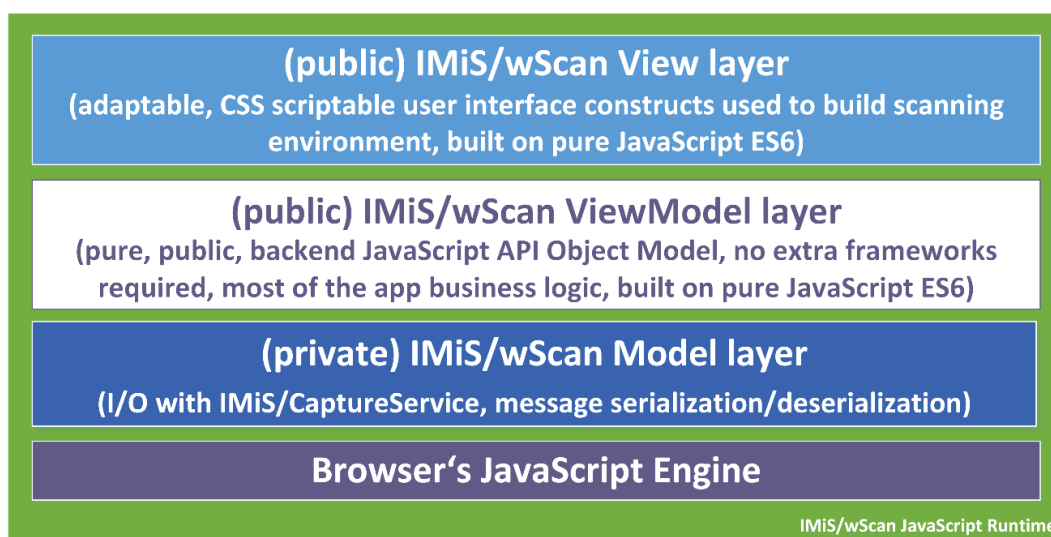 (public) IMiS/wScan View layer
(adaptable, CSS scriptable user interface constructs used to build scanning
environment, built on pure JavaScript ES6)
(public) IMiS/wScan ViewModel layer
(pure, public, backend JavaScript API Object Model, no extra frameworks
required, most of the app business logic, built on pure JavaScript ES6)
(private) IMiS/wScan Model layer
(I/O with IMiS/CaptureService, message serialization/deserialization)
Browser‘s JavaScript Engine
IMiS/wScan JavaScript Runtime